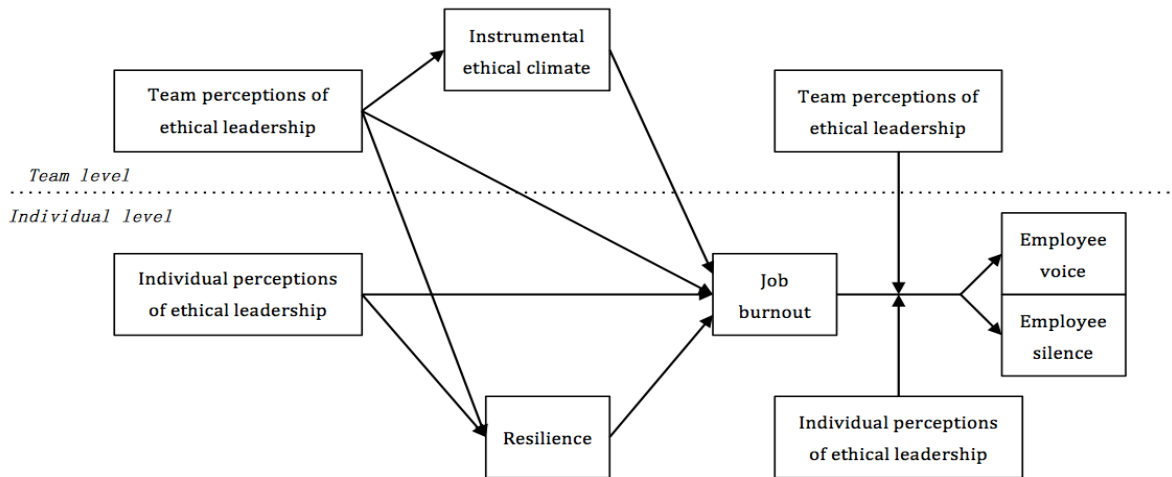 Instrumental
ethical climate
Team perceptions of
ethical leadership
Team perceptions of
ethical leadership
Team level
Individual level
Individual perceptions
of ethical leadership
Job
burnout
Employee
voice
Employee
silence
Resilience
Individual perceptions
of ethical leadership